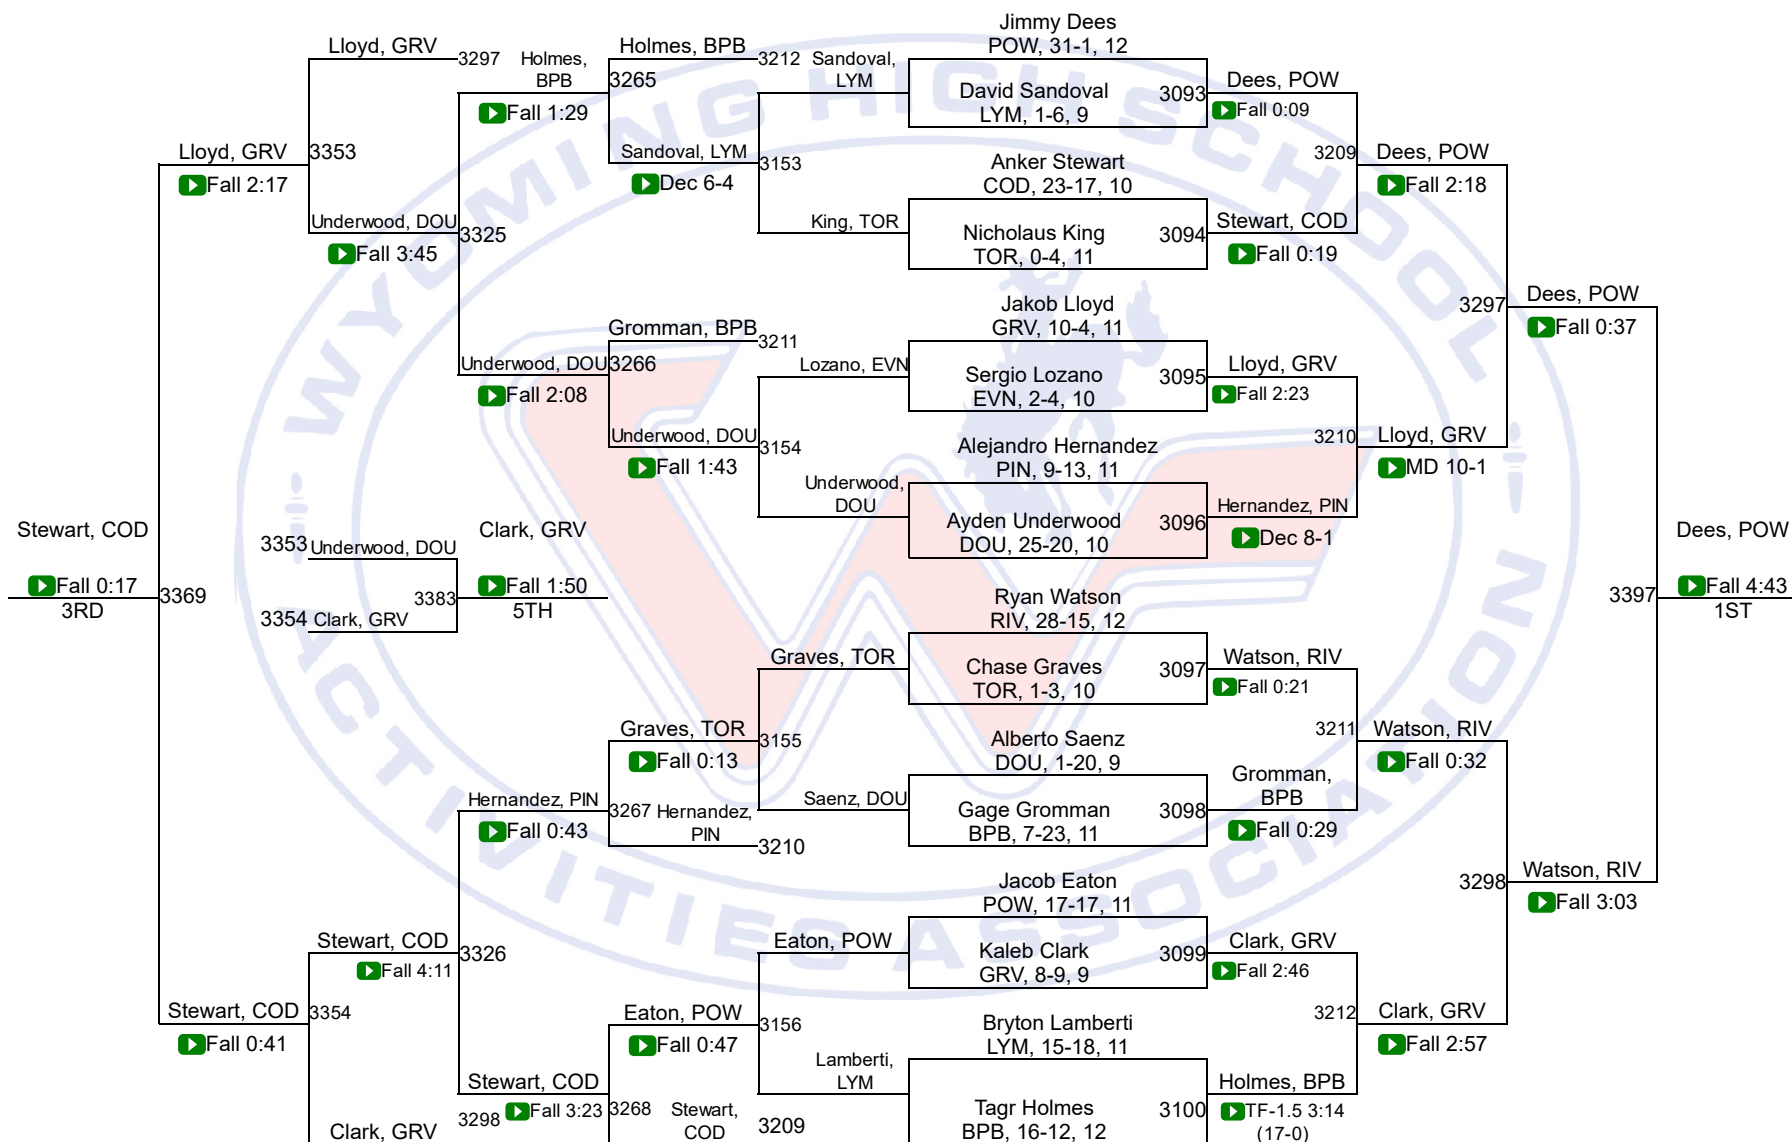 WYOMING HIGH SCHOOL
ACTIVITIES ASSOCIATION
Lloyd, GRV
3297
Holmes,
BPB
Fall 1:29
Holmes, BPB
3212
3265
Sandoval,
LYM
Jimmy Dees
POW, 31-1, 12
David Sandoval
LYM, 1-6, 9
3093
Dees, POW
Fall 0:09
Lloyd, GRV
Fall 2:17
3353
Sandoval, LYM
Dec 6-4
3153
Anker Stewart
COD, 23-17, 10
3209
Dees, POW
Fall 2:18
Underwood, DOU
Fall 3:45
3325
King, TOR
Nicholaus King
TOR, 0-4, 11
3094
Stewart, COD
Fall 0:19
Gromman, BPB
3211
Underwood, DOU
Fall 2:08
3266
Lozano, EVN
Jakob Lloyd
GRV, 10-4, 11
Sergio Lozano
EVN, 2-4, 10
3095
Lloyd, GRV
Fall 2:23
3297
Dees, POW
Fall 0:37
Underwood, DOU
Fall 1:43
3154
Underwood,
DOU
Alejandro Hernandez
PIN, 9-13, 11
Ayden Underwood
DOU, 25-20, 10
3096
Hernandez, PIN
Dec 8-1
3210
Lloyd, GRV
MD 10-1
Stewart, COD
Fall 0:17
3RD
3369
3353
Underwood, DOU
3354
Clark, GRV
3383
Clark, GRV
Fall 1:50
5TH
Dees, POW
Fall 4:43
1ST
3397
Graves, TOR
Ryan Watson
RIV, 28-15, 12
Chase Graves
TOR, 1-3, 10
3097
Watson, RIV
Fall 0:21
Graves, TOR
Fall 0:13
3155
Alberto Saenz
DOU, 1-20, 9
3211
Watson, RIV
Fall 0:32
Hernandez, PIN
Fall 0:43
3267
Hernandez,
PIN
3210
Saenz, DOU
Gage Gromman
BPB, 7-23, 11
3098
Gromman,
BPB
Fall 0:29
3298
Watson, RIV
Fall 3:03
Stewart, COD
Fall 4:11
3326
Eaton, POW
Jacob Eaton
POW, 17-17, 11
Kaleb Clark
GRV, 8-9, 9
3099
Clark, GRV
Fall 2:46
Stewart, COD
Fall 0:41
3354
Eaton, POW
Fall 0:47
3156
Bryton Lamberti
LYM, 15-18, 11
3212
Clark, GRV
Fall 2:57
Clark, GRV
3298
Stewart, COD
Fall 3:23
3268
Stewart,
COD
3209
Lamberti,
LYM
Tagr Holmes
BPB, 16-12, 12
3100
Holmes, BPB
TF-1.5 3:14
(17-0)